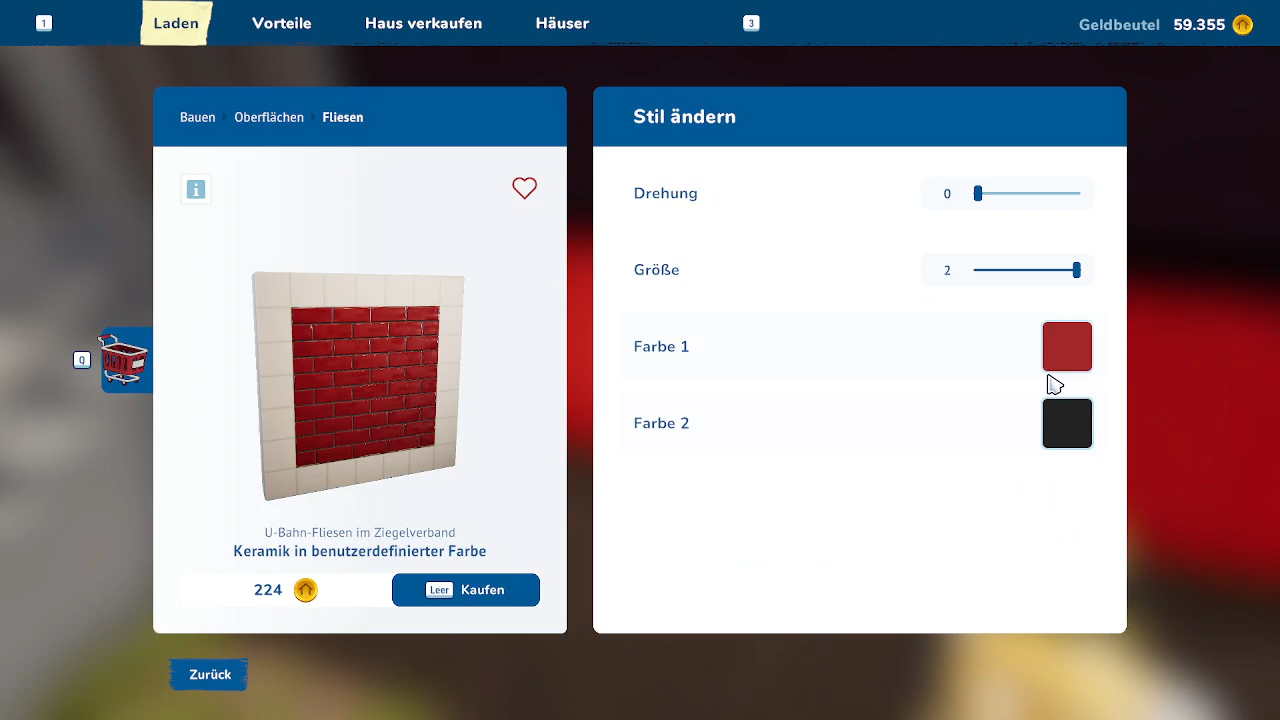 1 Laden Vorteile Haus verkaufen Häuser 3 Geldbeutel 59.355
Bauen Oberflächen Fliesen
Stil ändern
Drehung 0
Größe 2
Farbe 1
Q
Farbe 2
U-Bahn-Fliesen im Ziegelverband
Keramik in benutzerdefinierter Farbe
224 Leer Kaufen
Zurück